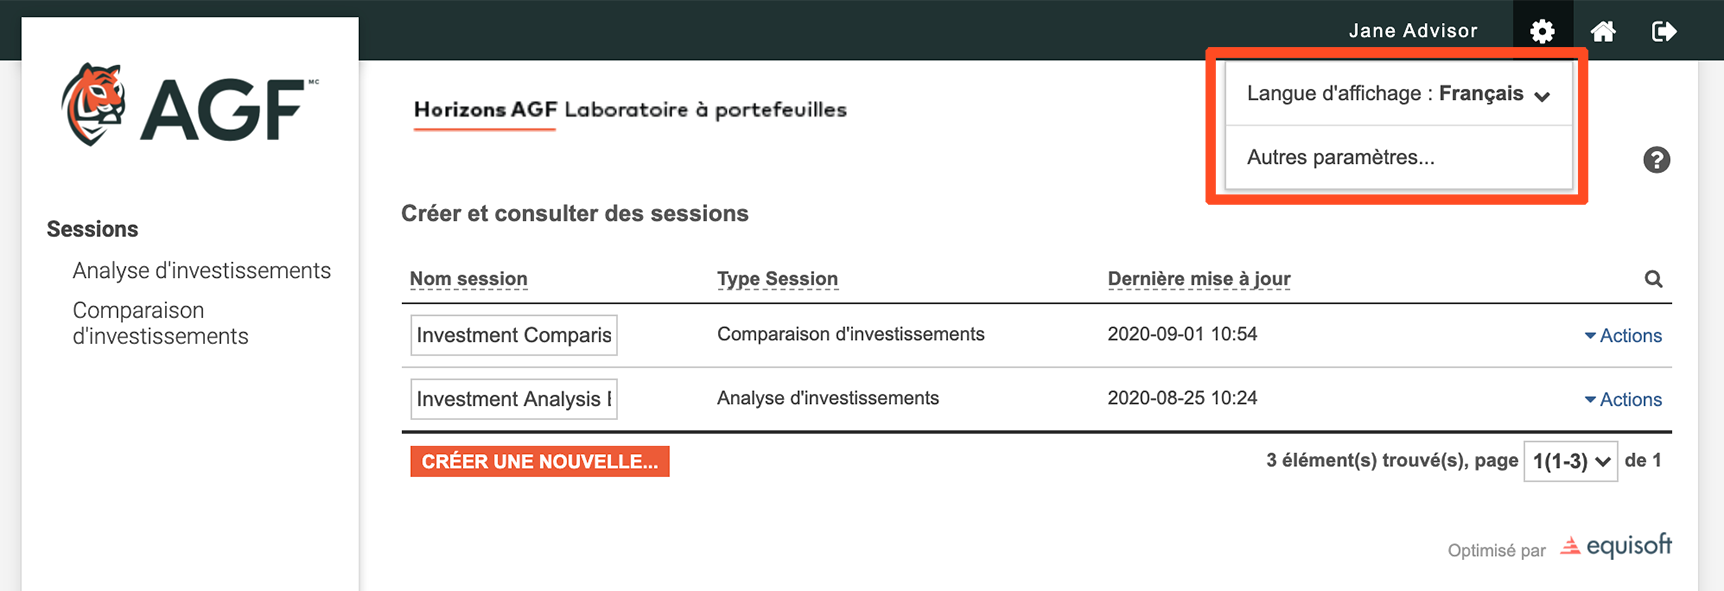 Jane Advisor
AGF MC
Horizons AGF Laboratoire à portefeuilles
Langue d'affichage : Français
Autres paramètres...
?
Sessions
Analyse d'investissements
Comparaison
d'investissements
Créer et consulter des sessions
Nom session Type Session Dernière mise à jour
Investment Comparis Comparaison d'investissements 2020-09-01 10:54 Actions
Investment Analysis Analyse d'investissements 2020-08-25 10:24 Actions
CRÉER UNE NOUVELLE... 3 élément(s) trouvé(s), page 1(1-3) de 1
Optimisé par equisoft